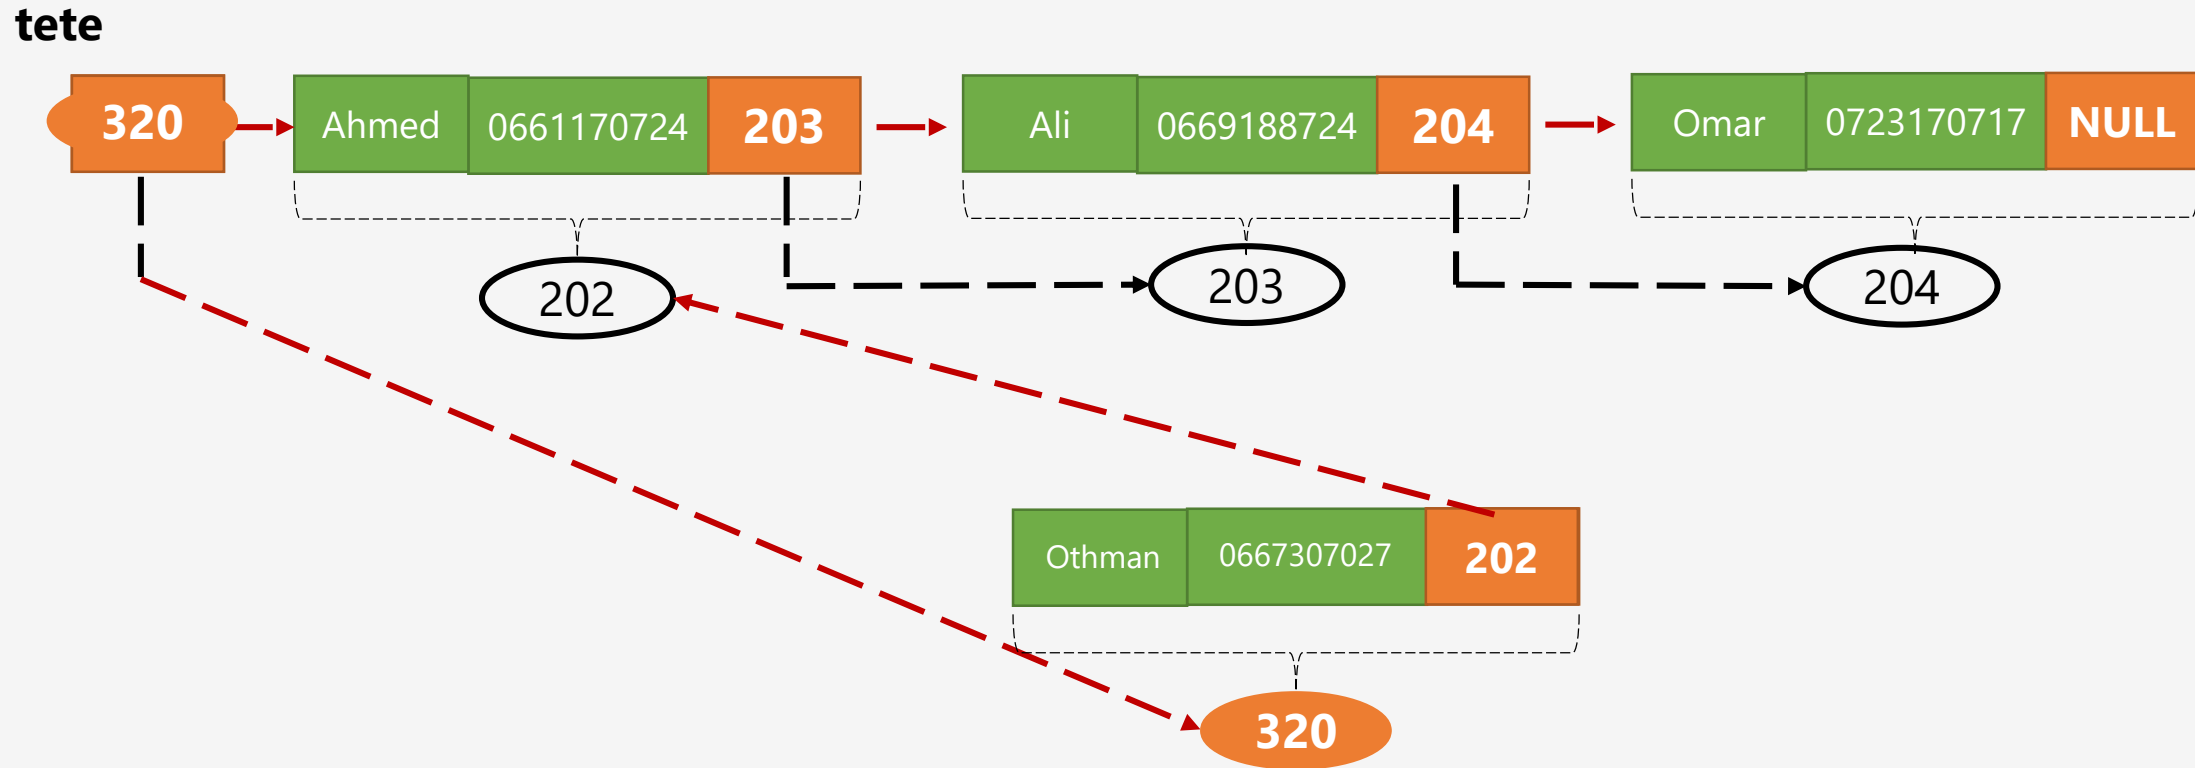 tete
320 Ahmed 0661170724 203 Ali 0669188724 204 Omar 0723170717 NULL
202 203 204
Othman 0667307027 202
320